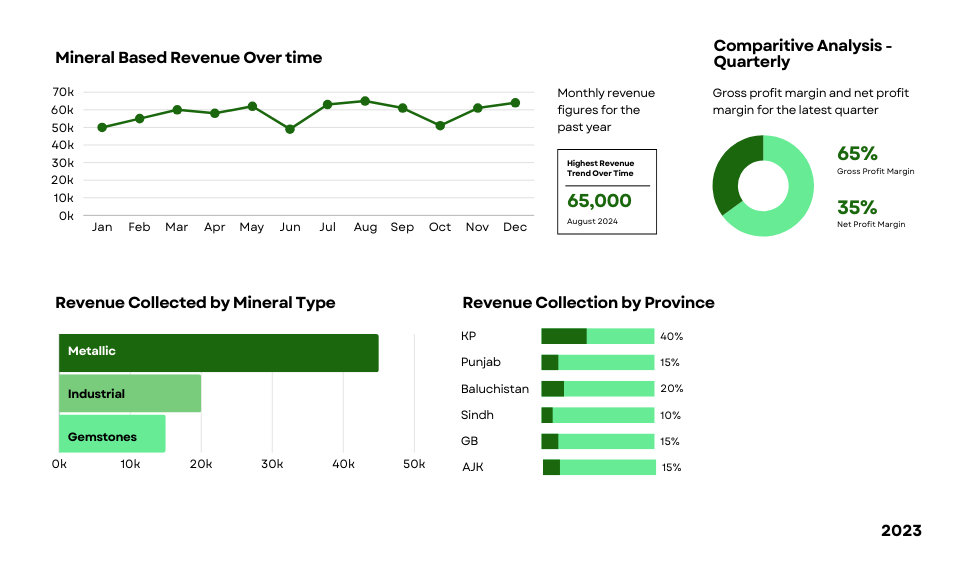 Mineral Based Revenue Over time
70k
60k
50k
40k
30k
20k
10k
0k
Jan Feb Mar Apr May Jun Jul Aug Sep Oct Nov Dec
Monthly revenue
figures for the
past year
Highest Revenue
Trend Over Time
65,000
August 2024
Comparitive Analysis -
Quarterly
Gross profit margin and net profit
margin for the latest quarter
65%
Gross Profit Margin
35%
Net Profit Margin
Revenue Collected by Mineral Type
Metallic
Industrial
Gemstones
0k 10k 20k 30k 40k 50k
Revenue Collection by Province
KP 40%
Punjab 15%
Baluchistan 20%
Sindh 10%
GB 15%
AJK 15%
2023